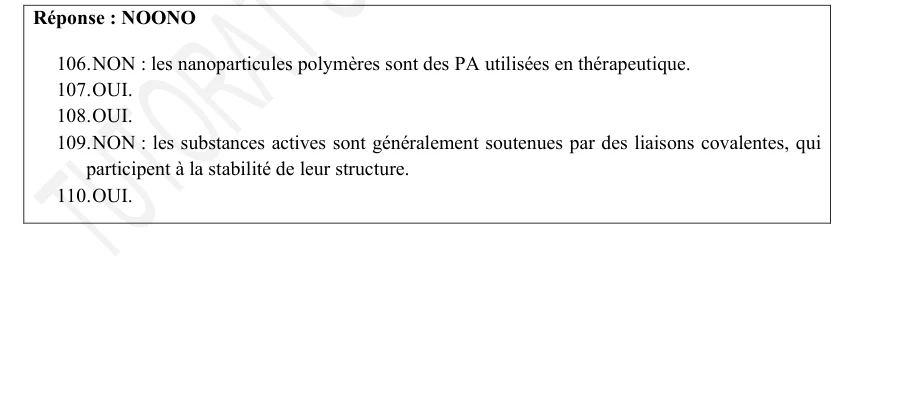 Réponse : NOONO
106.NON : les nanoparticules polymères sont des PA utilisées en thérapeutique.
107.OUI.
108.OUI.
109.NON : les substances actives sont généralement soutenues par des liaisons covalentes, qui
participent à la stabilité de leur structure.
110.OUI.
TUTORAT